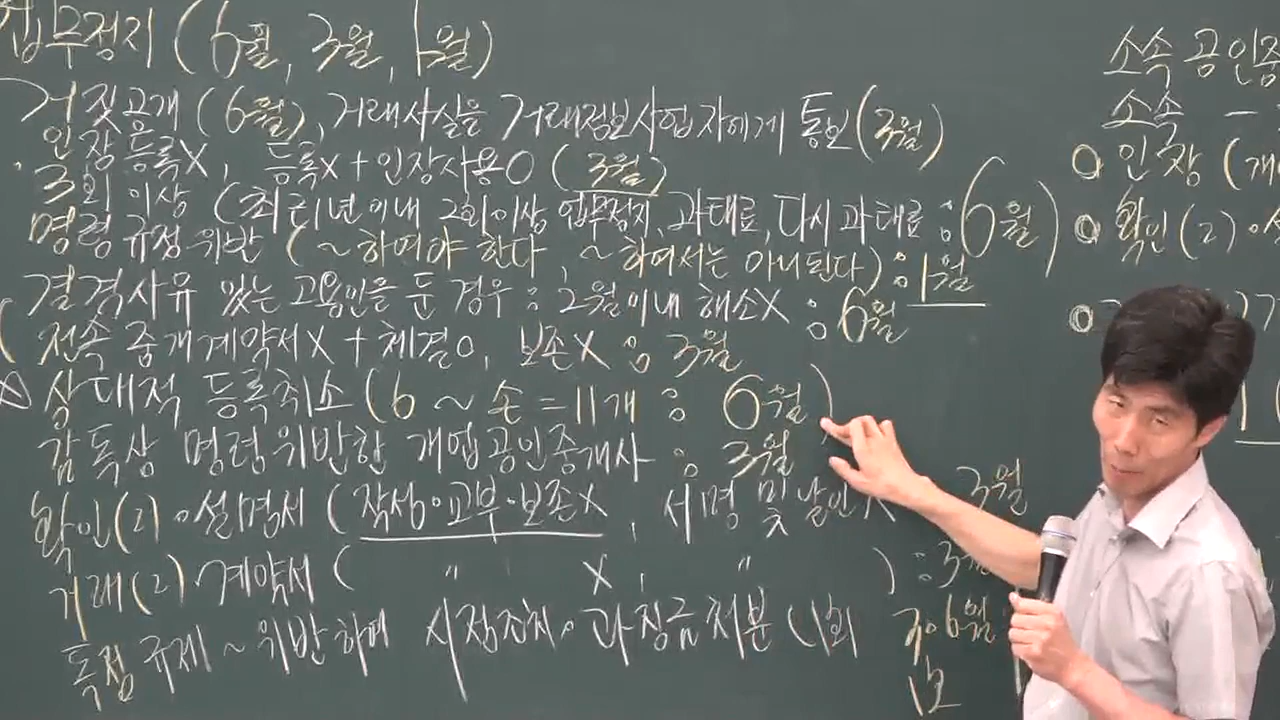 업무정지 (6월, 3월, 1월)
거짓공개 (6월), 거래사실을 거래정보사업자에게 통보 (3월)
인장등록X, 등록X + 인장사용O (3월)
3회 이상 (최근1년이내 2회이상 업무정지, 과태료, 다시 과태료 : 6월)
명령 규정 위반 (~하여야 한다, ~하여서는 아니된다) : 1월
결격사유 있는 고용인을 둔 경우 : 2월이내 해소X : 6월
전속 중개계약서X + 체결O, 보존X : 3월
상대적 등록취소 (6 ~ 손 = 11개 : 6월)
감독상 명령위반한 개업공인중개사 : 3월
확인(2)·설명서 (작성·교부·보존X, 서명 및 날인X 3월
거래(2)·계약서 ( " X, " ) : 3월
독점규제 ~ 위반하여 시정조치·과징금처분 (1회 6월
소속 공인중
소속 -
○ 인장 (개
○ 확인(2)·설